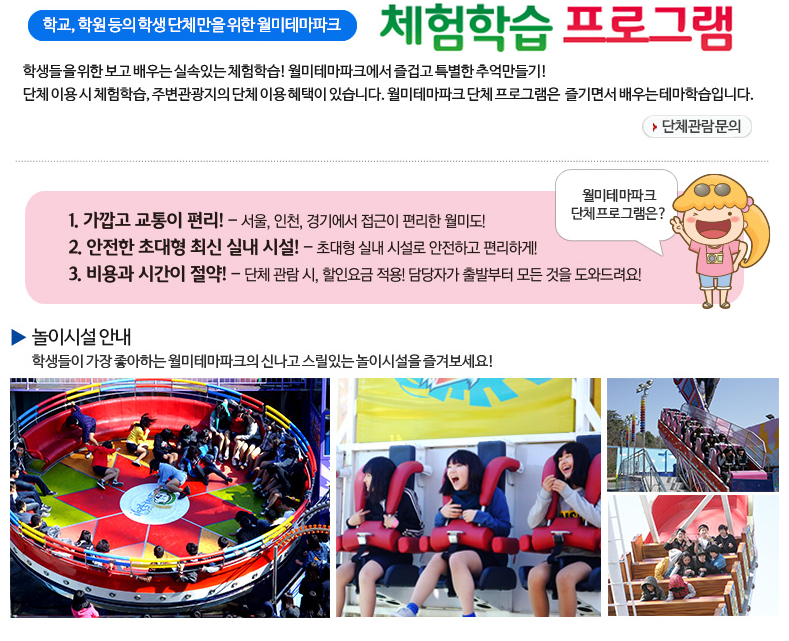 학교, 학원 등의 학생 단체만을 위한 월미테마파크
체험학습 프로그램
학생들을 위한 보고 배우는 실속있는 체험학습! 월미테마파크에서 즐겁고 특별한 추억만들기!
단체 이용 시 체험학습, 주변관광지의 단체 이용 혜택이 있습니다. 월미테마파크 단체 프로그램은 즐기면서 배우는 테마학습입니다.
단체관람문의
월미테마파크
단체프로그램은?
1. 가깝고 교통이 편리! – 서울, 인천, 경기에서 접근이 편리한 월미도!
2. 안전한 초대형 최신 실내 시설! – 초대형 실내 시설로 안전하고 편리하게!
3. 비용과 시간이 절약! – 단체 관람 시, 할인요금 적용! 담당자가 출발부터 모든 것을 도와드려요!
놀이시설 안내
학생들이 가장 좋아하는 월미테마파크의 신나고 스릴있는 놀이시설을 즐겨보세요!